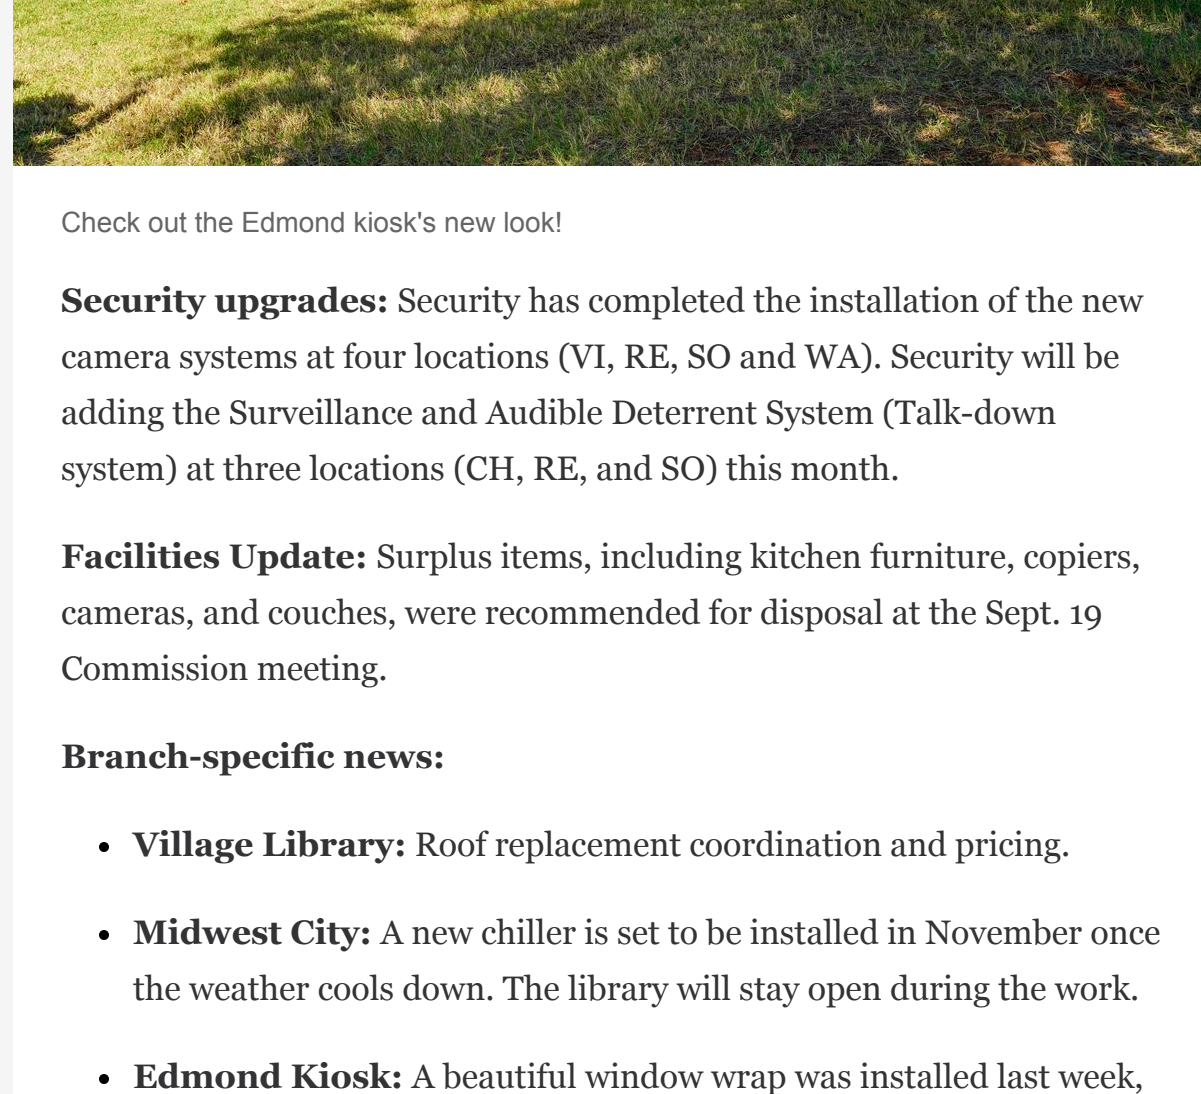 Check out the Edmond kiosk's new look!
Security upgrades: Security has completed the installation of the new
camera systems at four locations (VI, RE, SO and WA). Security will be
adding the Surveillance and Audible Deterrent System (Talk-down
system) at three locations (CH, RE, and SO) this month.
Facilities Update: Surplus items, including kitchen furniture, copiers,
cameras, and couches, were recommended for disposal at the Sept. 19
Commission meeting.
Branch-specific news:
• Village Library: Roof replacement coordination and pricing.
• Midwest City: A new chiller is set to be installed in November once
the weather cools down. The library will stay open during the work.
• Edmond Kiosk: A beautiful window wrap was installed last week,